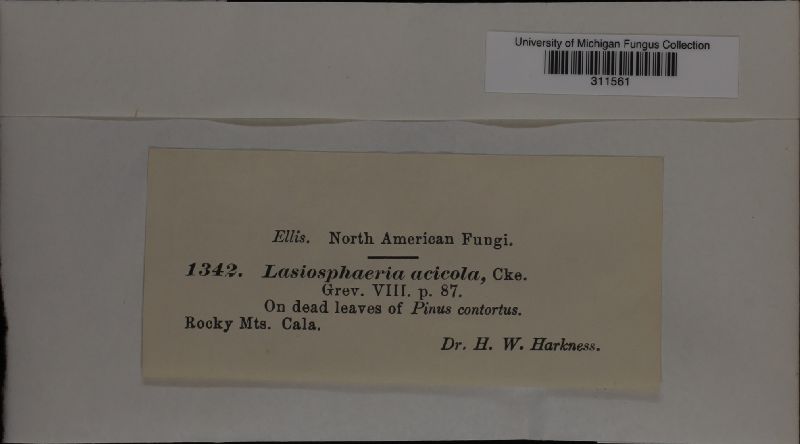 University of Michigan Fungus Collection
311561
Ellis. North American Fungi.
1342. Lasiosphaeria acicola, Cke.
Grev. VIII. p. 87.
On dead leaves of Pinus contortus.
Rocky Mts. Cala.
Dr. H. W. Harkness.